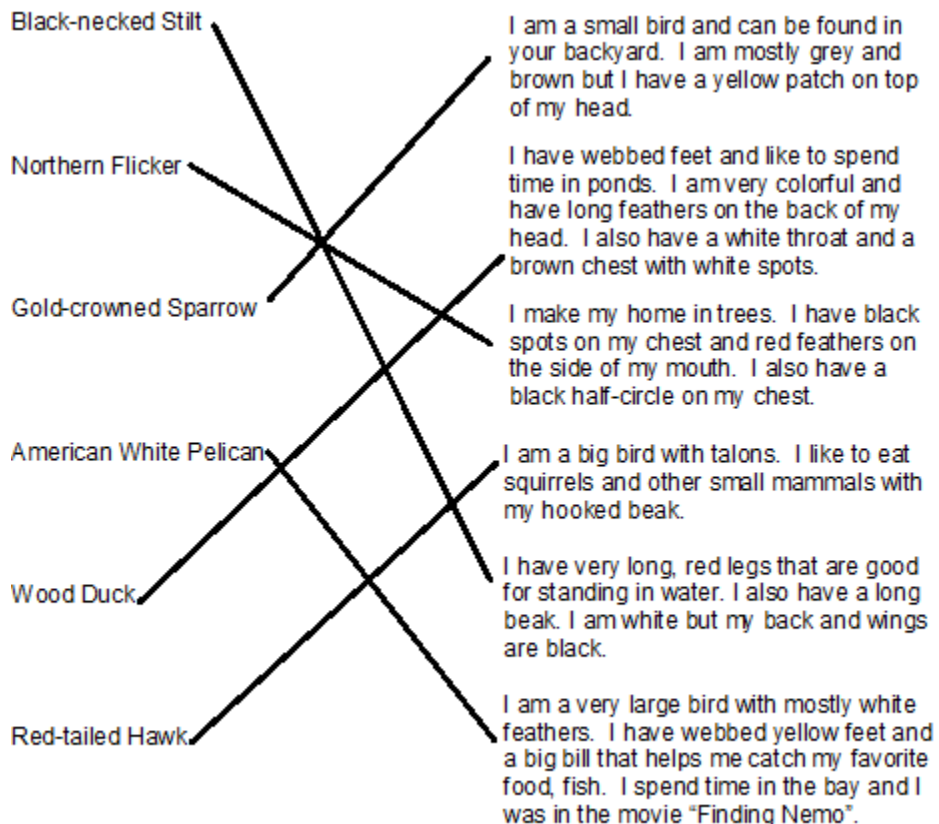 Black-necked Stilt
Northern Flicker
Gold-crowned Sparrow
American White Pelican
Wood Duck
Red-tailed Hawk
I am a small bird and can be found in
your backyard. I am mostly grey and
brown but I have a yellow patch on top
of my head.
I have webbed feet and like to spend
time in ponds. I am very colorful and
have long feathers on the back of my
head. I also have a white throat and a
brown chest with white spots.
I make my home in trees. I have black
spots on my chest and red feathers on
the side of my mouth. I also have a
black half-circle on my chest.
I am a big bird with talons. I like to eat
squirrels and other small mammals with
my hooked beak.
I have very long, red legs that are good
for standing in water. I also have a long
beak. I am white but my back and wings
are black.
I am a very large bird with mostly white
feathers. I have webbed yellow feet and
a big bill that helps me catch my favorite
food, fish. I spend time in the bay and I
was in the movie “Finding Nemo”.